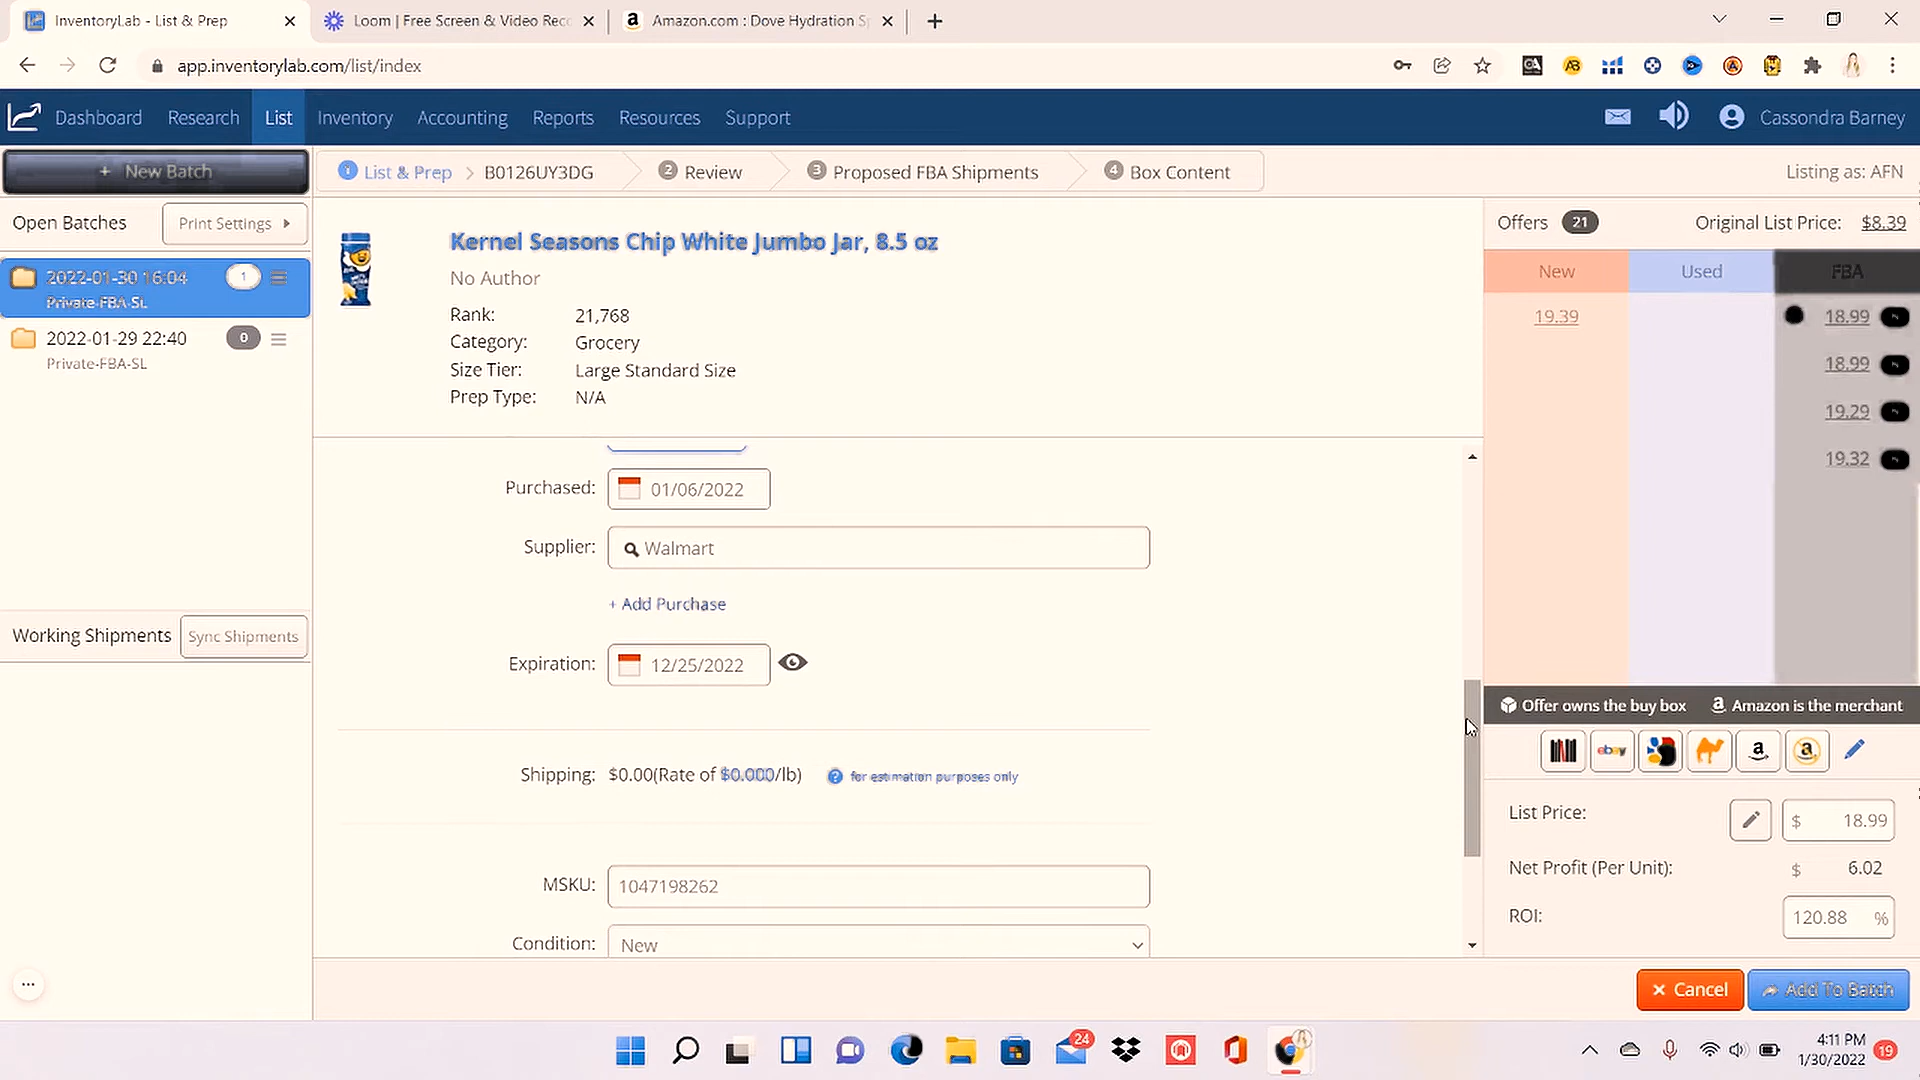 InventoryLab - List & Prep
Loom | Free Screen & Video Rec
Amazon.com : Dove Hydration S
app.inventorylab.com/list/index
Dashboard Research List Inventory Accounting Reports Resources Support Cassondra Barney
+ New Batch
1 List & Prep > B0126UY3DG 2 Review 3 Proposed FBA Shipments 4 Box Content Listing as: AFN
Open Batches Print Settings
2022-01-30 16:04 1
Private-FBA-SL
2022-01-29 22:40 0
Private-FBA-SL
Working Shipments Sync Shipments
Kernel Seasons Chip White Jumbo Jar, 8.5 oz
No Author
Rank: 21,768
Category: Grocery
Size Tier: Large Standard Size
Prep Type: N/A
Purchased: 01/06/2022
Supplier: Walmart
+ Add Purchase
Expiration: 12/25/2022
Shipping: $0.00(Rate of $0.000/lb) ? for estimation purposes only
MSKU: 1047198262
Condition: New
Offers 21 Original List Price: $8.39
New Used FBA
19.39 18.99
18.99
19.29
19.32
Offer owns the buy box Amazon is the merchant
ebay
List Price: $ 18.99
Net Profit (Per Unit): $ 6.02
ROI: 120.88 %
× Cancel Add To Batch
24
4:11 PM
1/30/2022 19